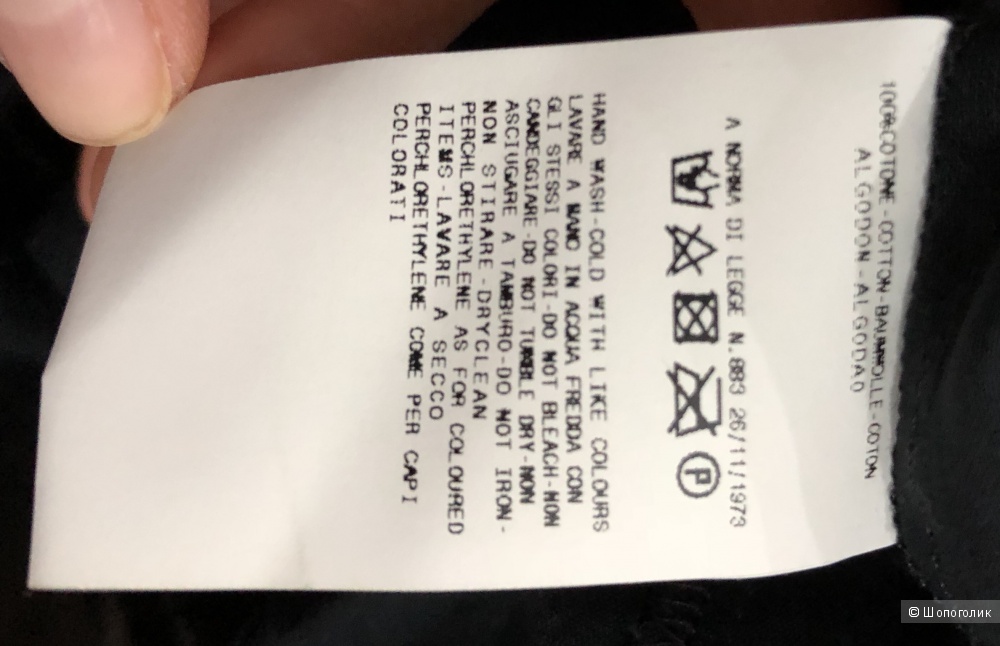 100%COTONE-COTTON-BAUMWOLLE-COTON
ALGODON-ALGODAO
A NORMA DI LEGGE N.883 26/11/1973
P
HAND WASH-COLD WITH LIKE COLOURS
LAVARE A MANO IN ACQUA FREDDA CON
GLI STESSI COLORI-DO NOT BLEACH-NON
CANDEGGIARE-DO NOT TUMBLE DRY-NON
ASCIUGARE A TAMBURO-DO NOT IRON-
NON STIRARE-DRYCLEAN
PERCHLORETHYLENE AS FOR COLOURED
ITEMS-LAVARE A SECCO
PERCHLORETHYLENE COME PER CAPI
COLORATI
© Шопоголик